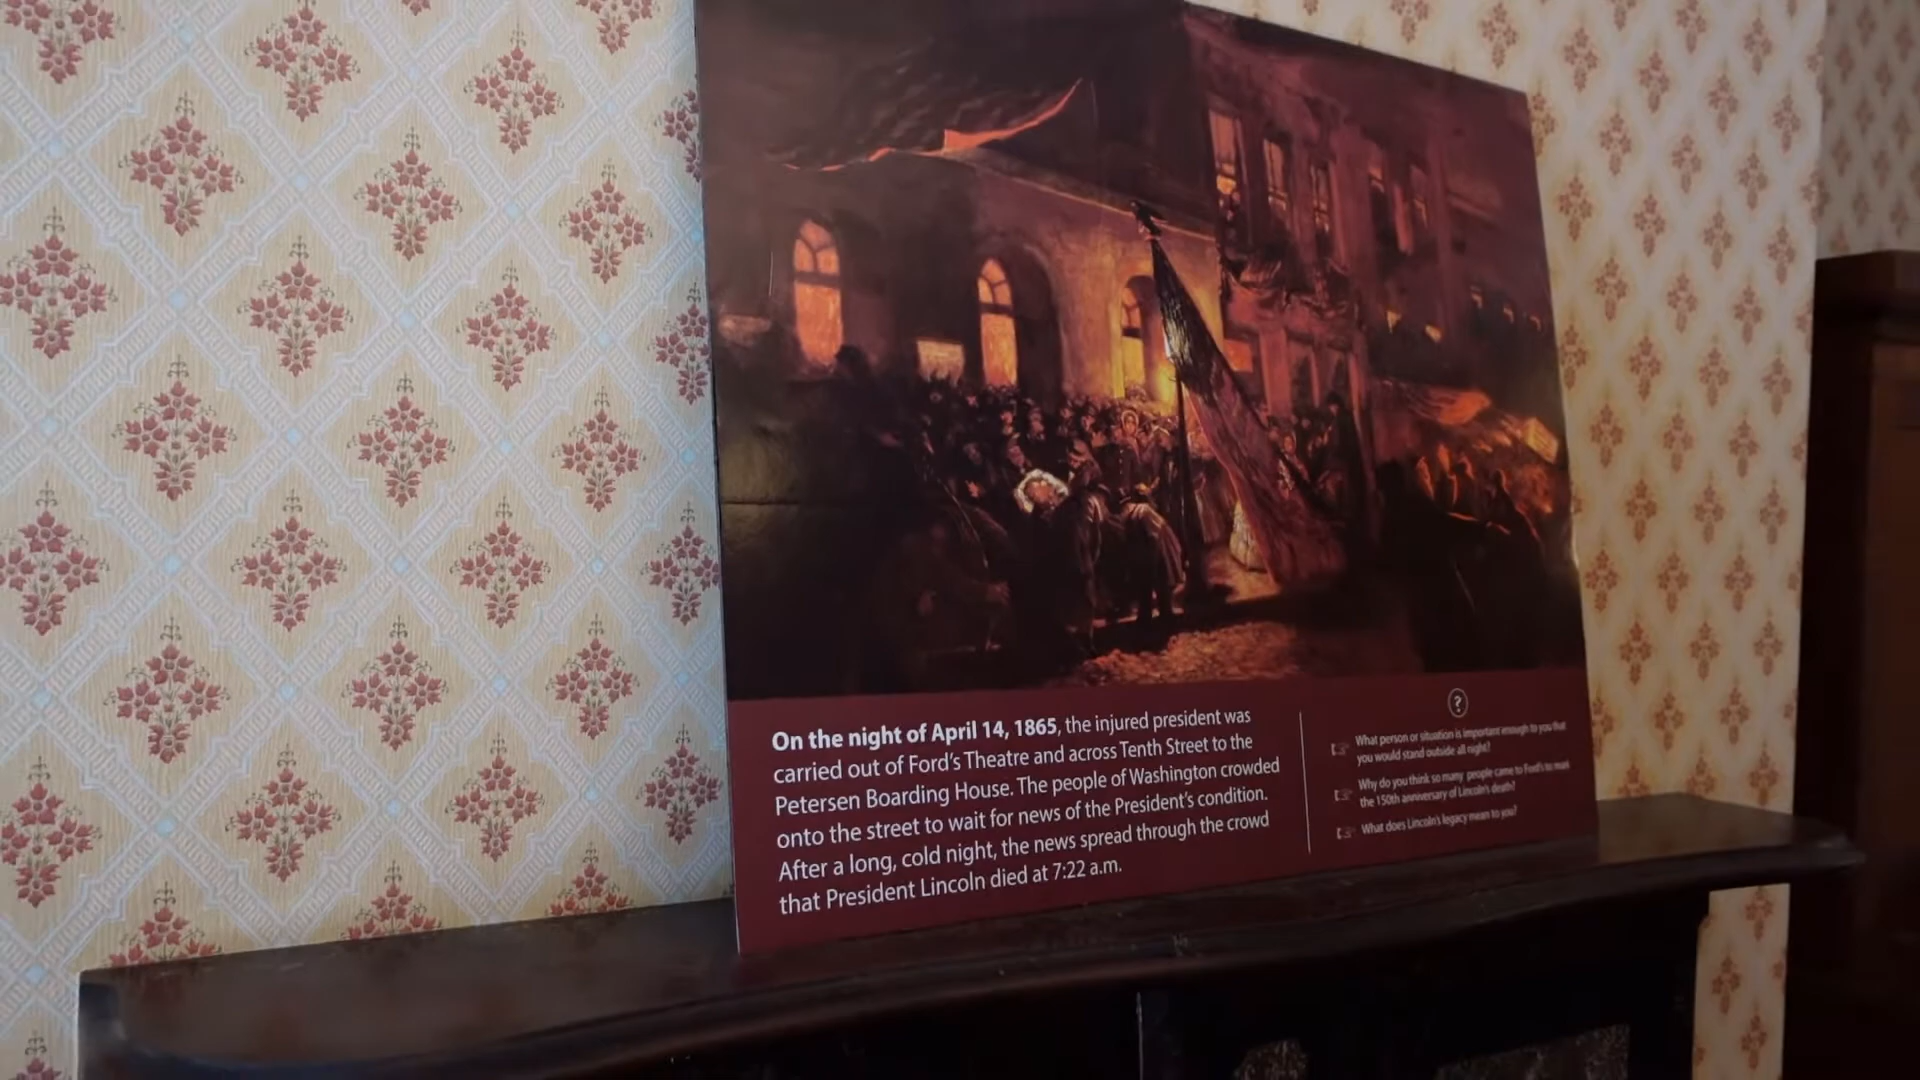 On the night of April 14, 1865, the injured president was
carried out of Ford's Theatre and across Tenth Street to the
Petersen Boarding House. The people of Washington crowded
onto the street to wait for news of the President's condition.
After a long, cold night, the news spread through the crowd
that President Lincoln died at 7:22 a.m.
?
What person or situation is important enough to you that
you would stand outside all night?
Why do you think so many people came to Ford's to mark
the 150th anniversary of Lincoln's death?
What does Lincoln's legacy mean to you?